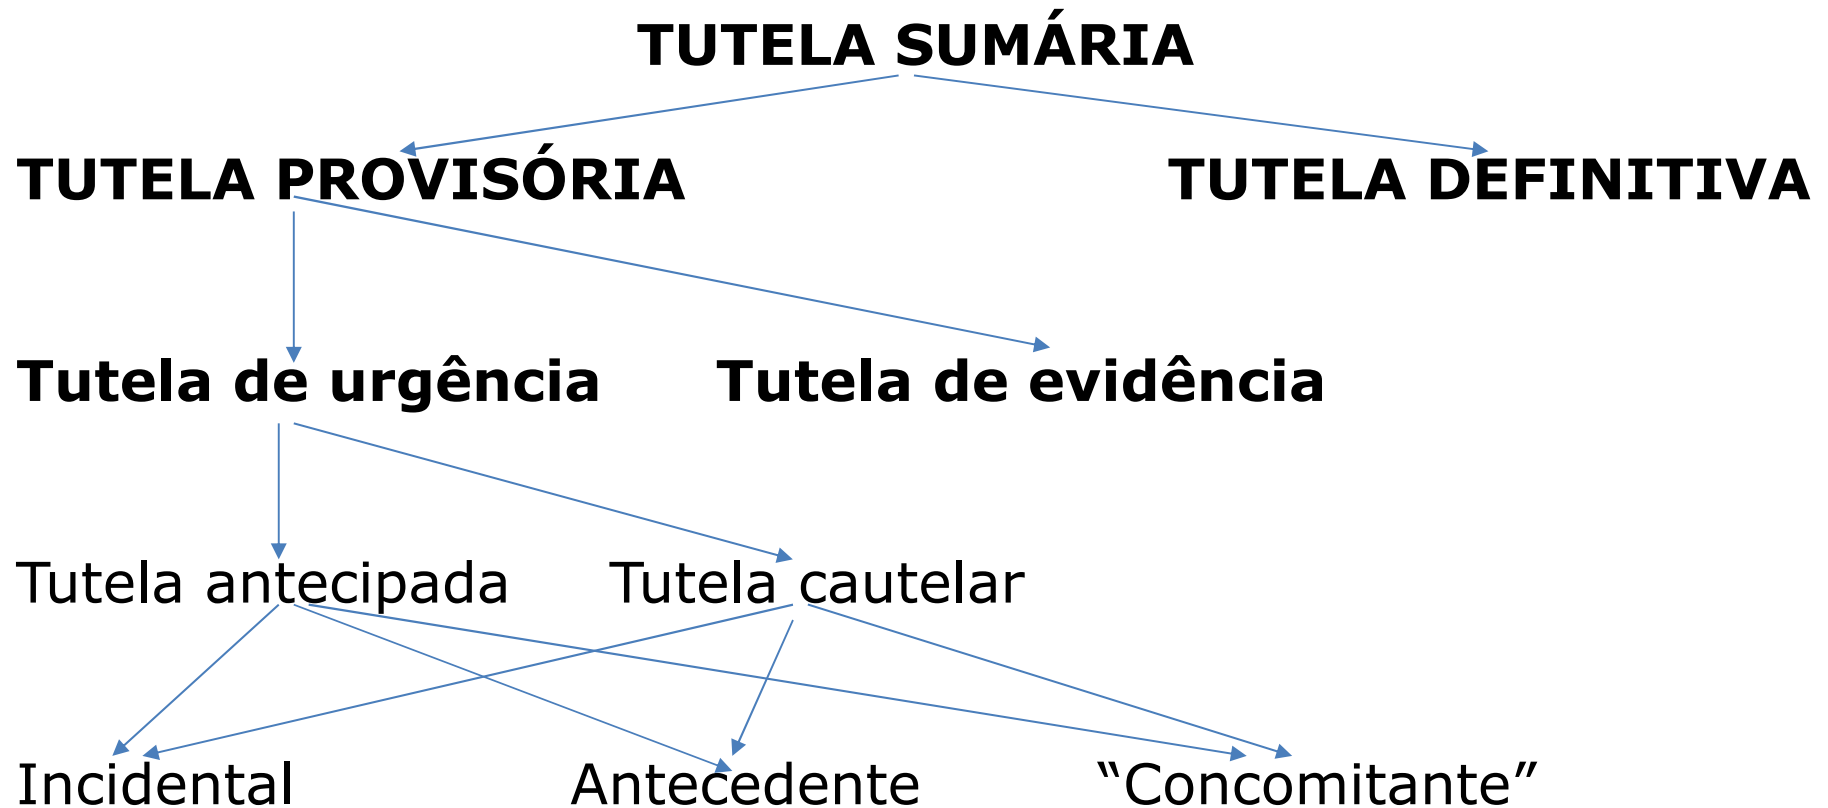 TUTELA SUMÁRIA
TUTELA PROVISÓRIA TUTELA DEFINITIVA
Tutela de urgência Tutela de evidência
Tutela antecipada Tutela cautelar
Incidental Antecedente “Concomitante”